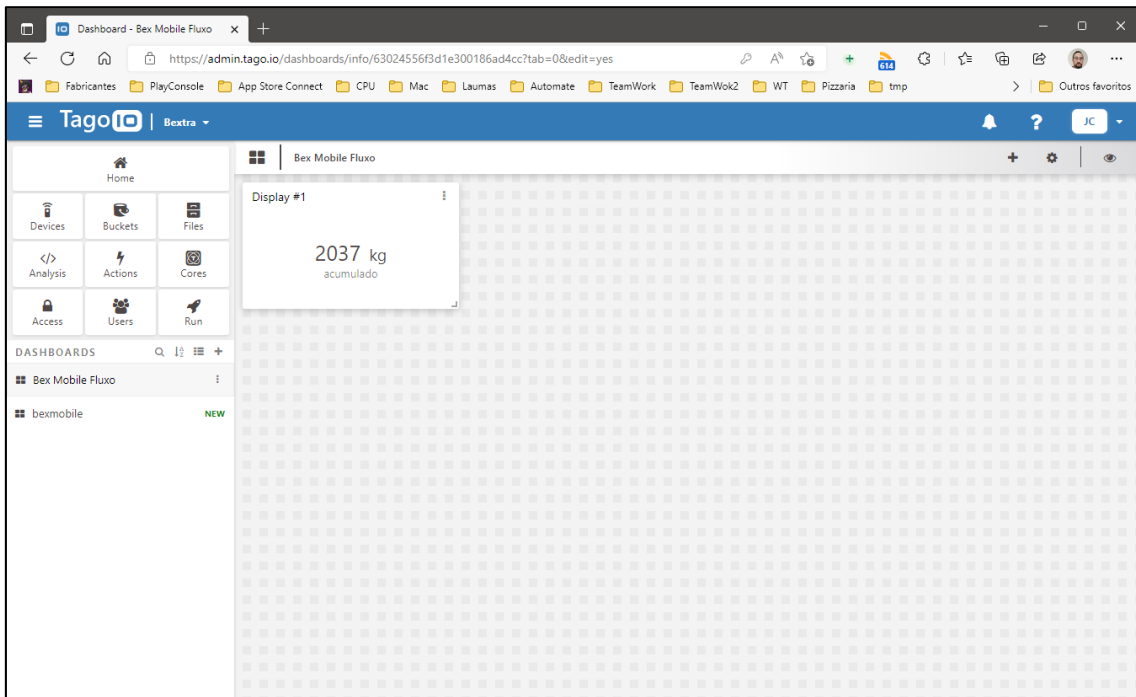 Dashboard - Bex Mobile Fluxo
https://admin.tago.io/dashboards/info/63024556f3d1e300186ad4cc?tab=0&edit=yes
614
Fabricantes PlayConsole App Store Connect CPU Mac Laumas Automate TeamWork TeamWok2 WT Pizzaria tmp Outros favoritos
Tago IO | Bextra ? JC
Home
Bex Mobile Fluxo
Devices Buckets Files
Analysis Actions Cores
Access Users Run
DASHBOARDS
Bex Mobile Fluxo
bexmobile NEW
Display #1
2037 kg
acumulado